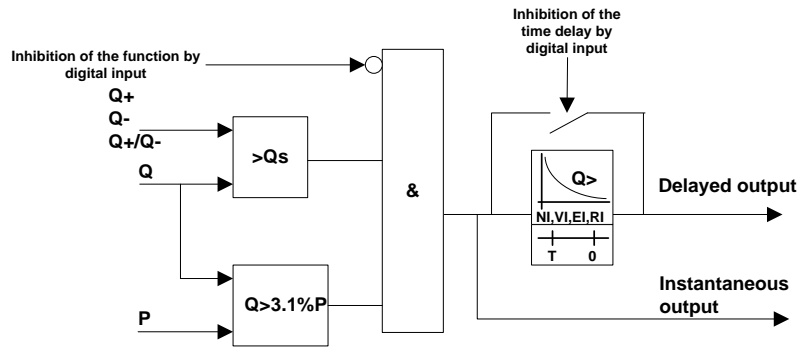 Inhibition of the
time delay by
digital input
Inhibition of the function by
digital input
Q+
Q-
Q+/Q-
Q
>Qs
&
Q>
NI,VI,EI,RI
T 0
Delayed output
Instantaneous
output
Q>3.1%P
P